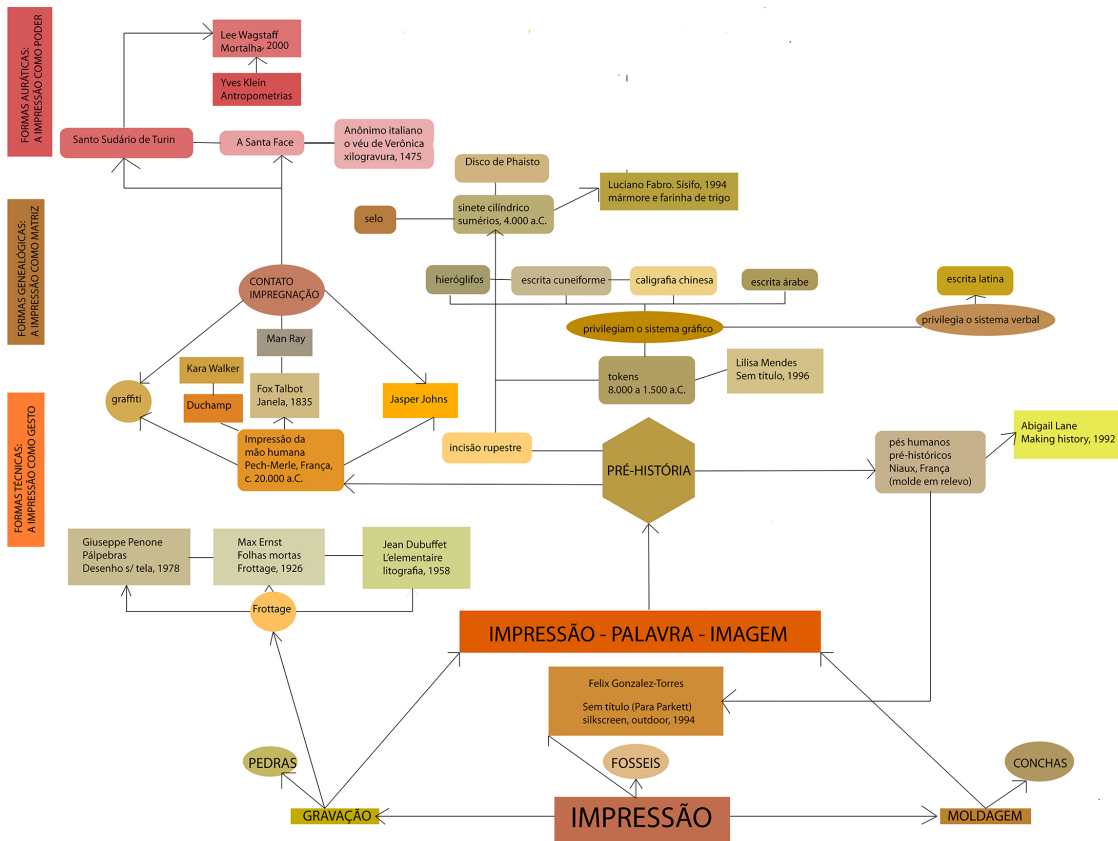 FORMAS AURÁTICAS:
A IMPRESSÃO COMO PODER
Lee Wagstaff
Mortalha, 2000
Yves Klein
Antropometrias
Santo Sudário de Turin
A Santa Face
Anônimo italiano
o véu de Verônica
xilogravura, 1475
FORMAS GENEALÓGICAS:
A IMPRESSÃO COMO MATRIZ
Disco de Phaisto
selo
sinete cilíndrico
sumérios, 4.000 a.C.
Luciano Fabro. Sísifo, 1994
mármore e farinha de trigo
CONTATO
IMPREGNAÇÃO
hieróglifos
escrita cuneiforme
caligrafia chinesa
escrita árabe
escrita latina
privilegiam o sistema gráfico
privilegia o sistema verbal
Man Ray
Kara Walker
Duchamp
graffiti
Fox Talbot
Janela, 1835
Jasper Johns
tokens
8.000 a 1.500 a.C.
Lilisa Mendes
Sem título, 1996
FORMAS TÉCNICAS:
A IMPRESSÃO COMO GESTO
Impressão da
mão humana
Pech-Merle, França,
c. 20.000 a.C.
incisão rupestre
PRÉ-HISTÓRIA
pés humanos
pré-históricos
Niaux, França
(molde em relevo)
Abigail Lane
Making history, 1992
Giuseppe Penone
Pálpebras
Desenho s/ tela, 1978
Max Ernst
Folhas mortas
Frottage, 1926
Jean Dubuffet
L'elementaire
litografia, 1958
Frottage
IMPRESSÃO - PALAVRA - IMAGEM
Felix Gonzalez-Torres
Sem título (Para Parkett)
silkscreen, outdoor, 1994
PEDRAS
FOSSEIS
CONCHAS
GRAVAÇÃO
IMPRESSÃO
MOLDAGEM